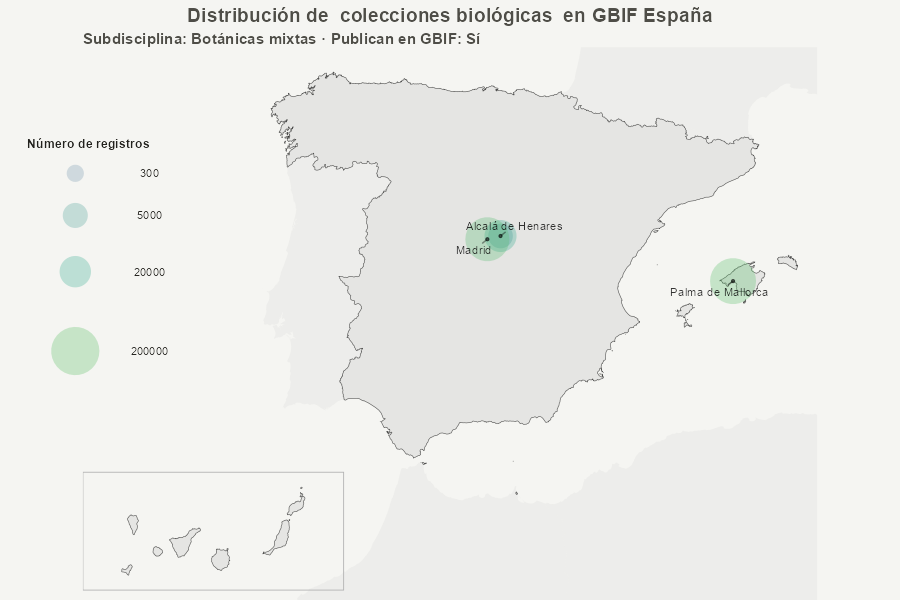 Distribución de colecciones biológicas en GBIF España
Subdisciplina: Botánicas mixtas · Publican en GBIF: Sí
Número de registros
300
5000
20000
200000
Alcalá de Henares
Madrid
Palma de Mallorca